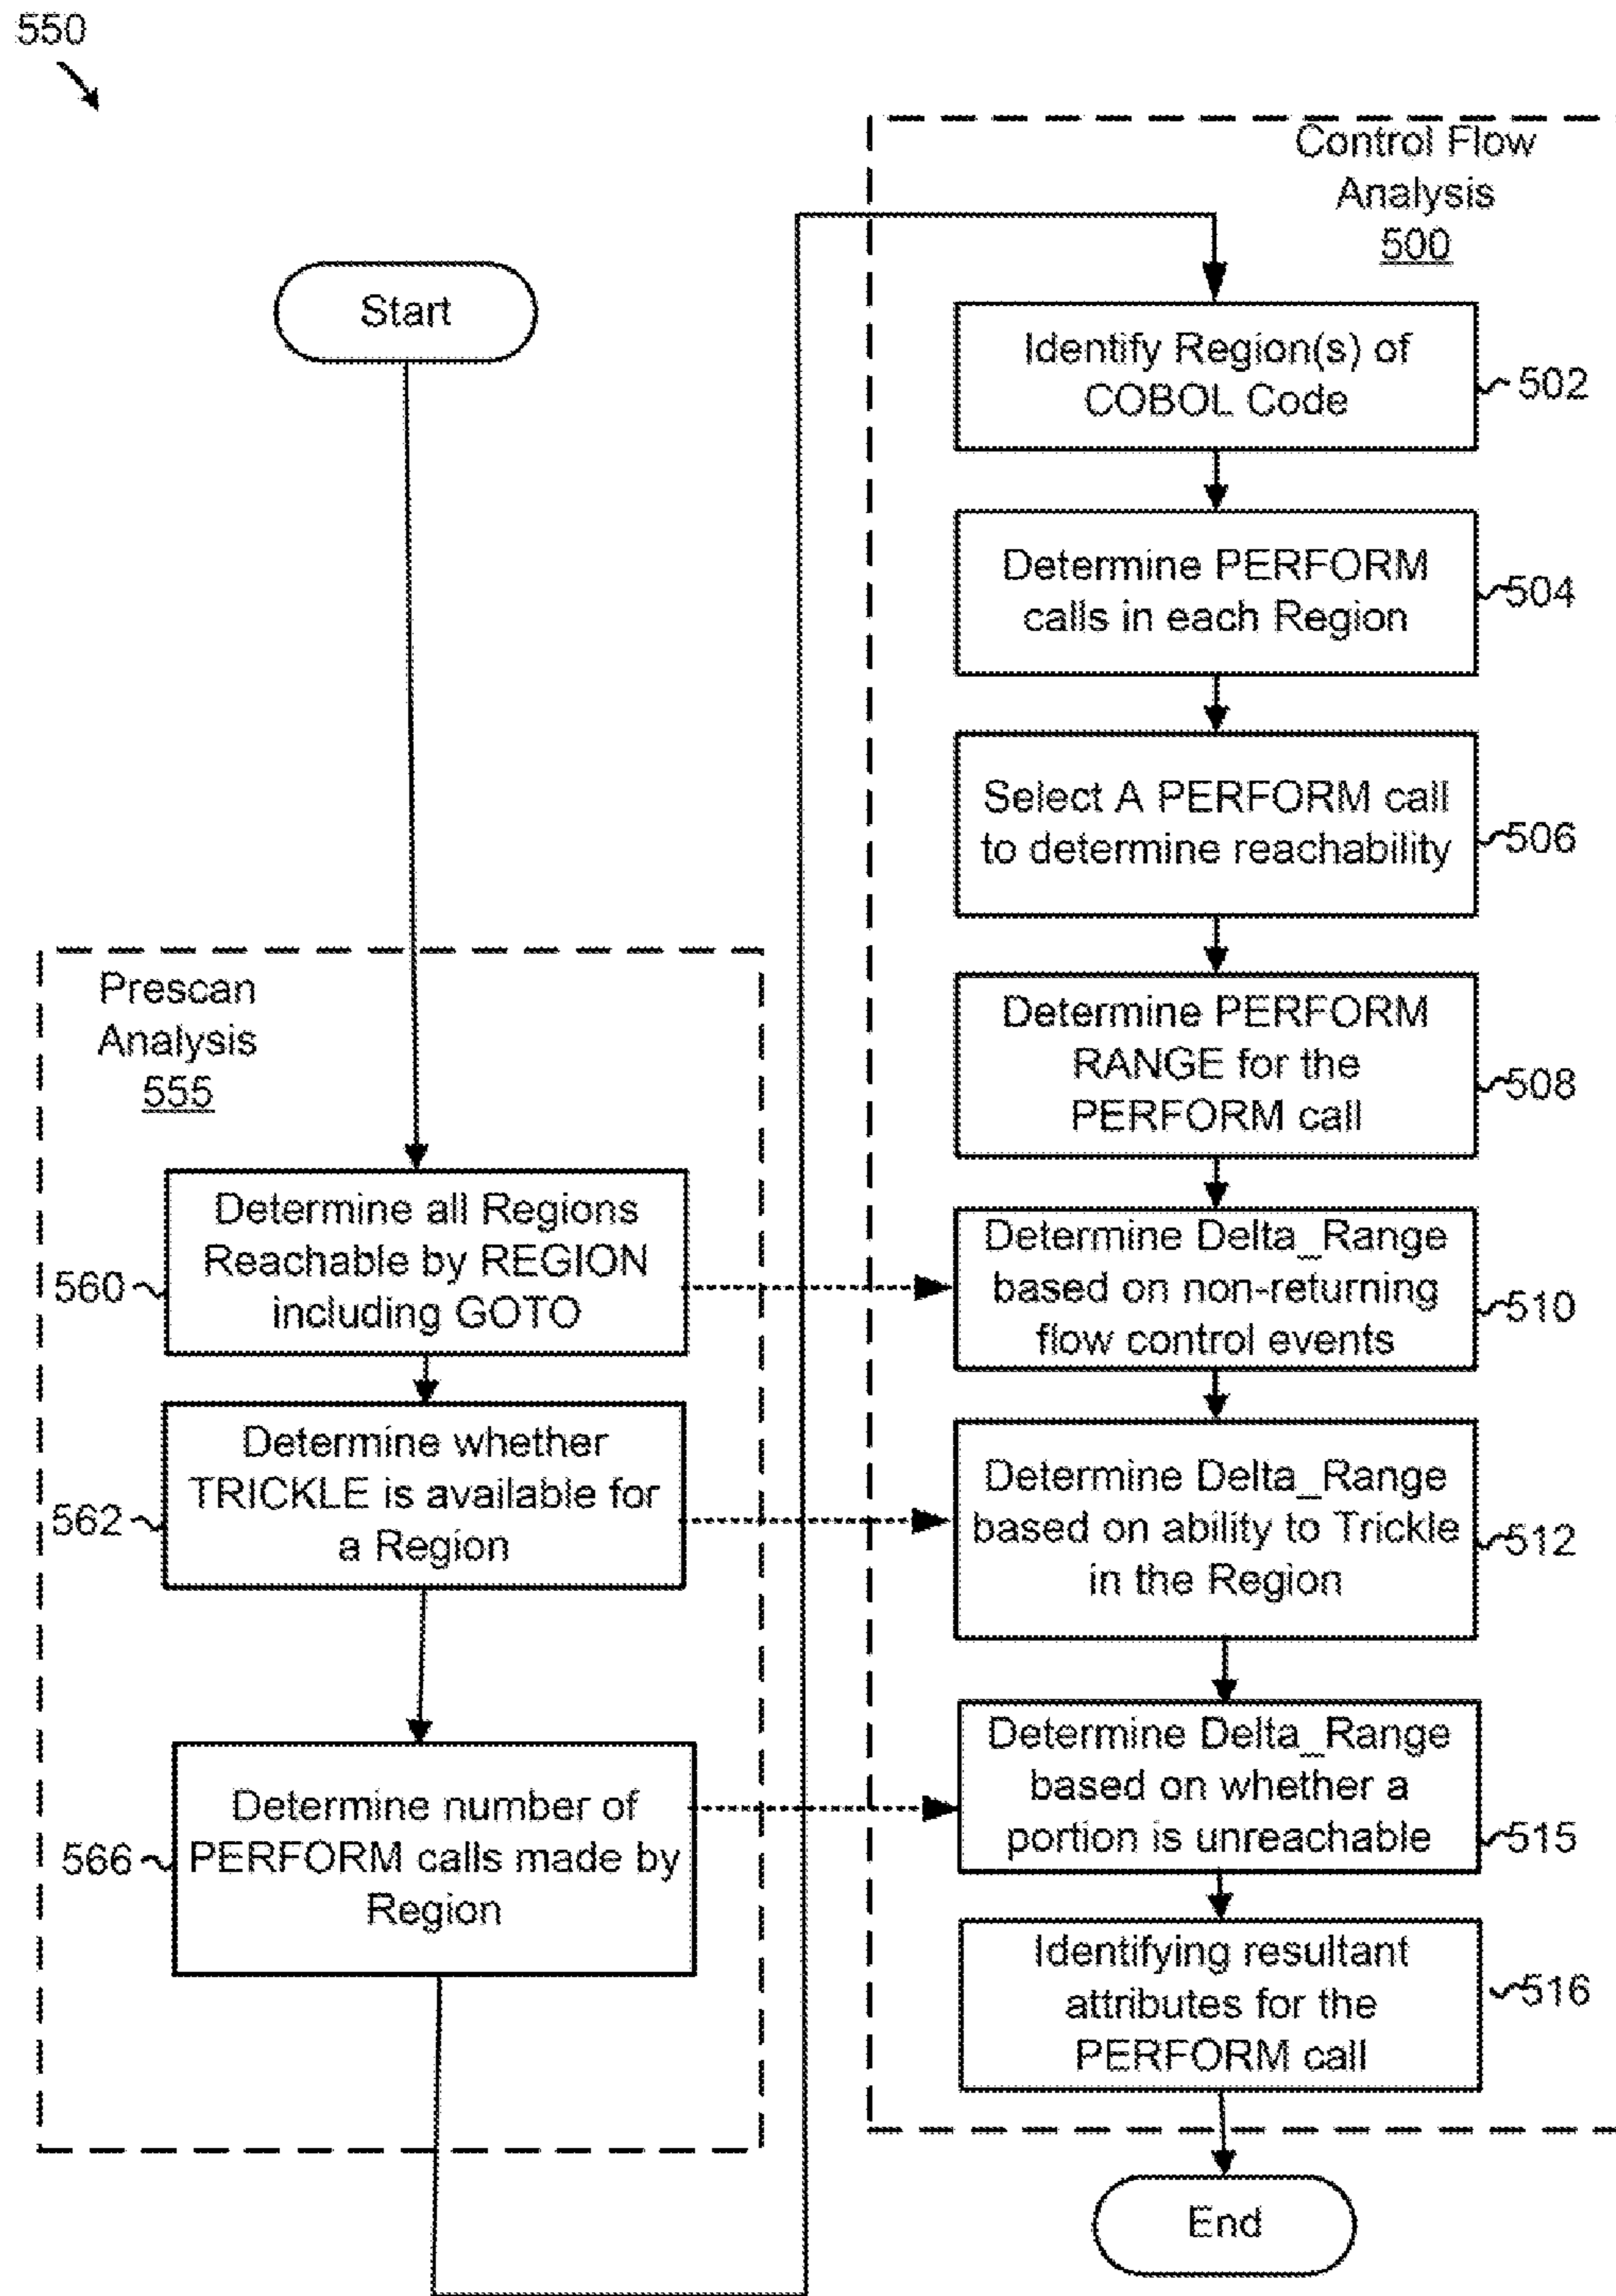 550
Start
Prescan
Analysis
555
Determine all Regions
Reachable by REGION
including GOTO
560
Determine whether
TRICKLE is available for
a Region
562
Determine number of
PERFORM calls made by
Region
566
Control Flow
Analysis
500
Identify Region(s) of
COBOL Code
502
Determine PERFORM
calls in each Region
504
Select A PERFORM call
to determine reachability
506
Determine PERFORM
RANGE for the
PERFORM call
508
Determine Delta_Range
based on non-returning
flow control events
510
Determine Delta_Range
based on ability to Trickle
in the Region
512
Determine Delta_Range
based on whether a
portion is unreachable
515
Identifying resultant
attributes for the
PERFORM call
516
End